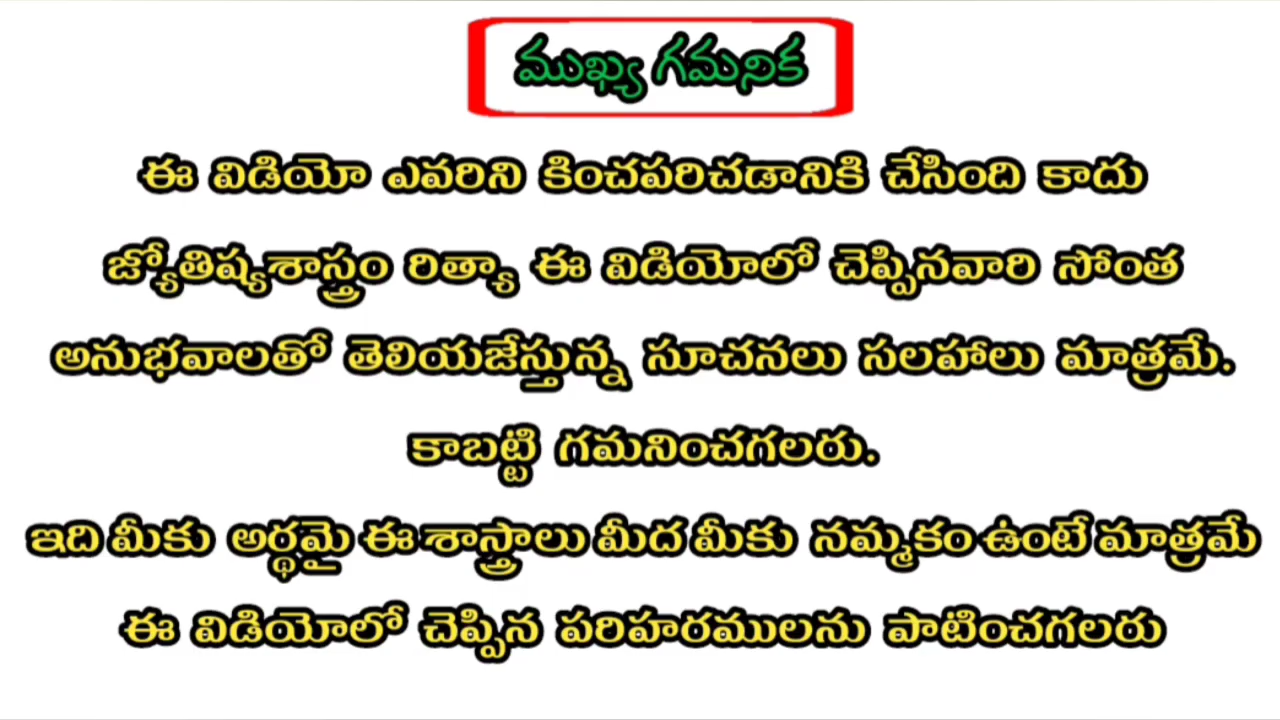 ముఖ్య గమనిక
ఈ విడియో ఎవరిని కించపరిచడానికి చేసింది కాదు
జ్యోతిష్యశాస్త్రం రిత్యా ఈ విడియోలో చెప్పినవారి సోంత
అనుభవాలతో తెలియజేస్తున్న సూచనలు సలహాలు మాత్రమే.
కాబట్టి గమనించగలరు.
ఇది మీకు అర్థమై ఈ శాస్త్రాలు మీద మీకు నమ్మకం ఉంటే మాత్రమే
ఈ విడియోలో చెప్పిన పరిహరములను పాటించగలరు